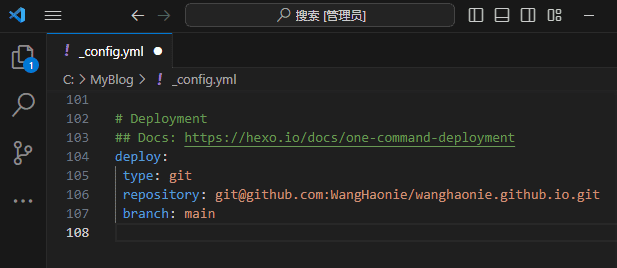 搜索 [管理员]
! _config.yml
1
C: > MyBlog > ! _config.yml
101
102 # Deployment
103 ## Docs: https://hexo.io/docs/one-command-deployment
104 deploy:
105 type: git
106 repository: git@github.com:WangHaonie/wanghaonie.github.io.git
107 branch: main
108